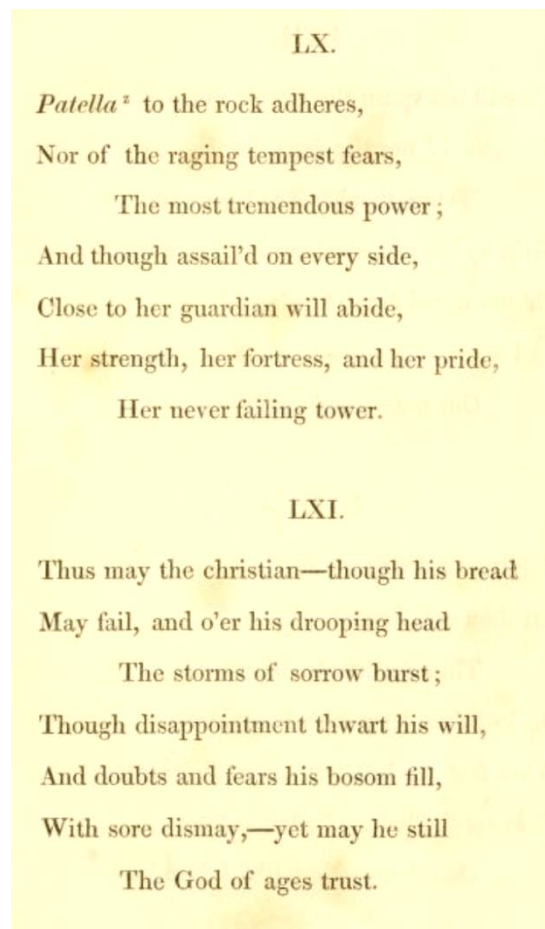 LX.
Patella ᶻ to the rock adheres,
Nor of the raging tempest fears,
The most tremendous power ;
And though assail'd on every side,
Close to her guardian will abide,
Her strength, her fortress, and her pride,
Her never failing tower.
LXI.
Thus may the christian—though his bread
May fail, and o'er his drooping head
The storms of sorrow burst ;
Though disappointment thwart his will,
And doubts and fears his bosom fill,
With sore dismay,—yet may he still
The God of ages trust.